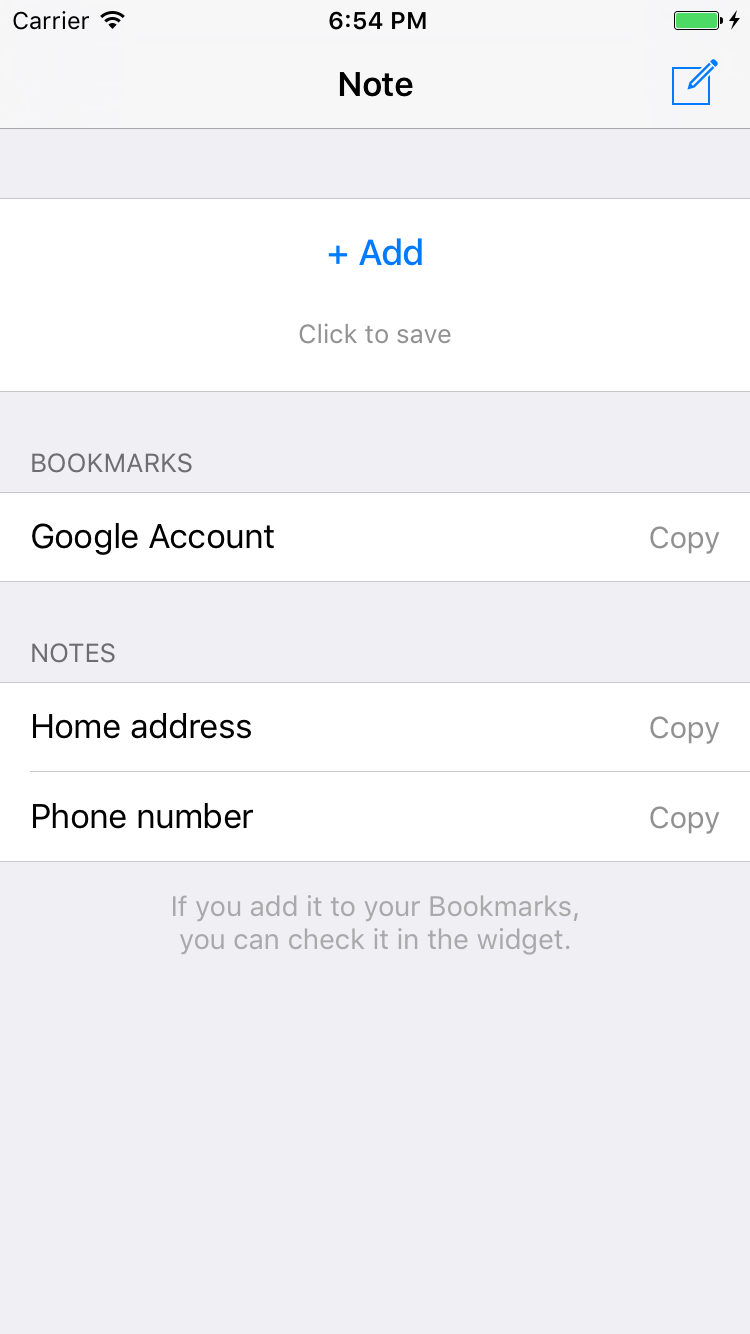 Carrier 6:54 PM
Note
+ Add
Click to save
BOOKMARKS
Google Account Copy
NOTES
Home address Copy
Phone number Copy
If you add it to your Bookmarks,
you can check it in the widget.